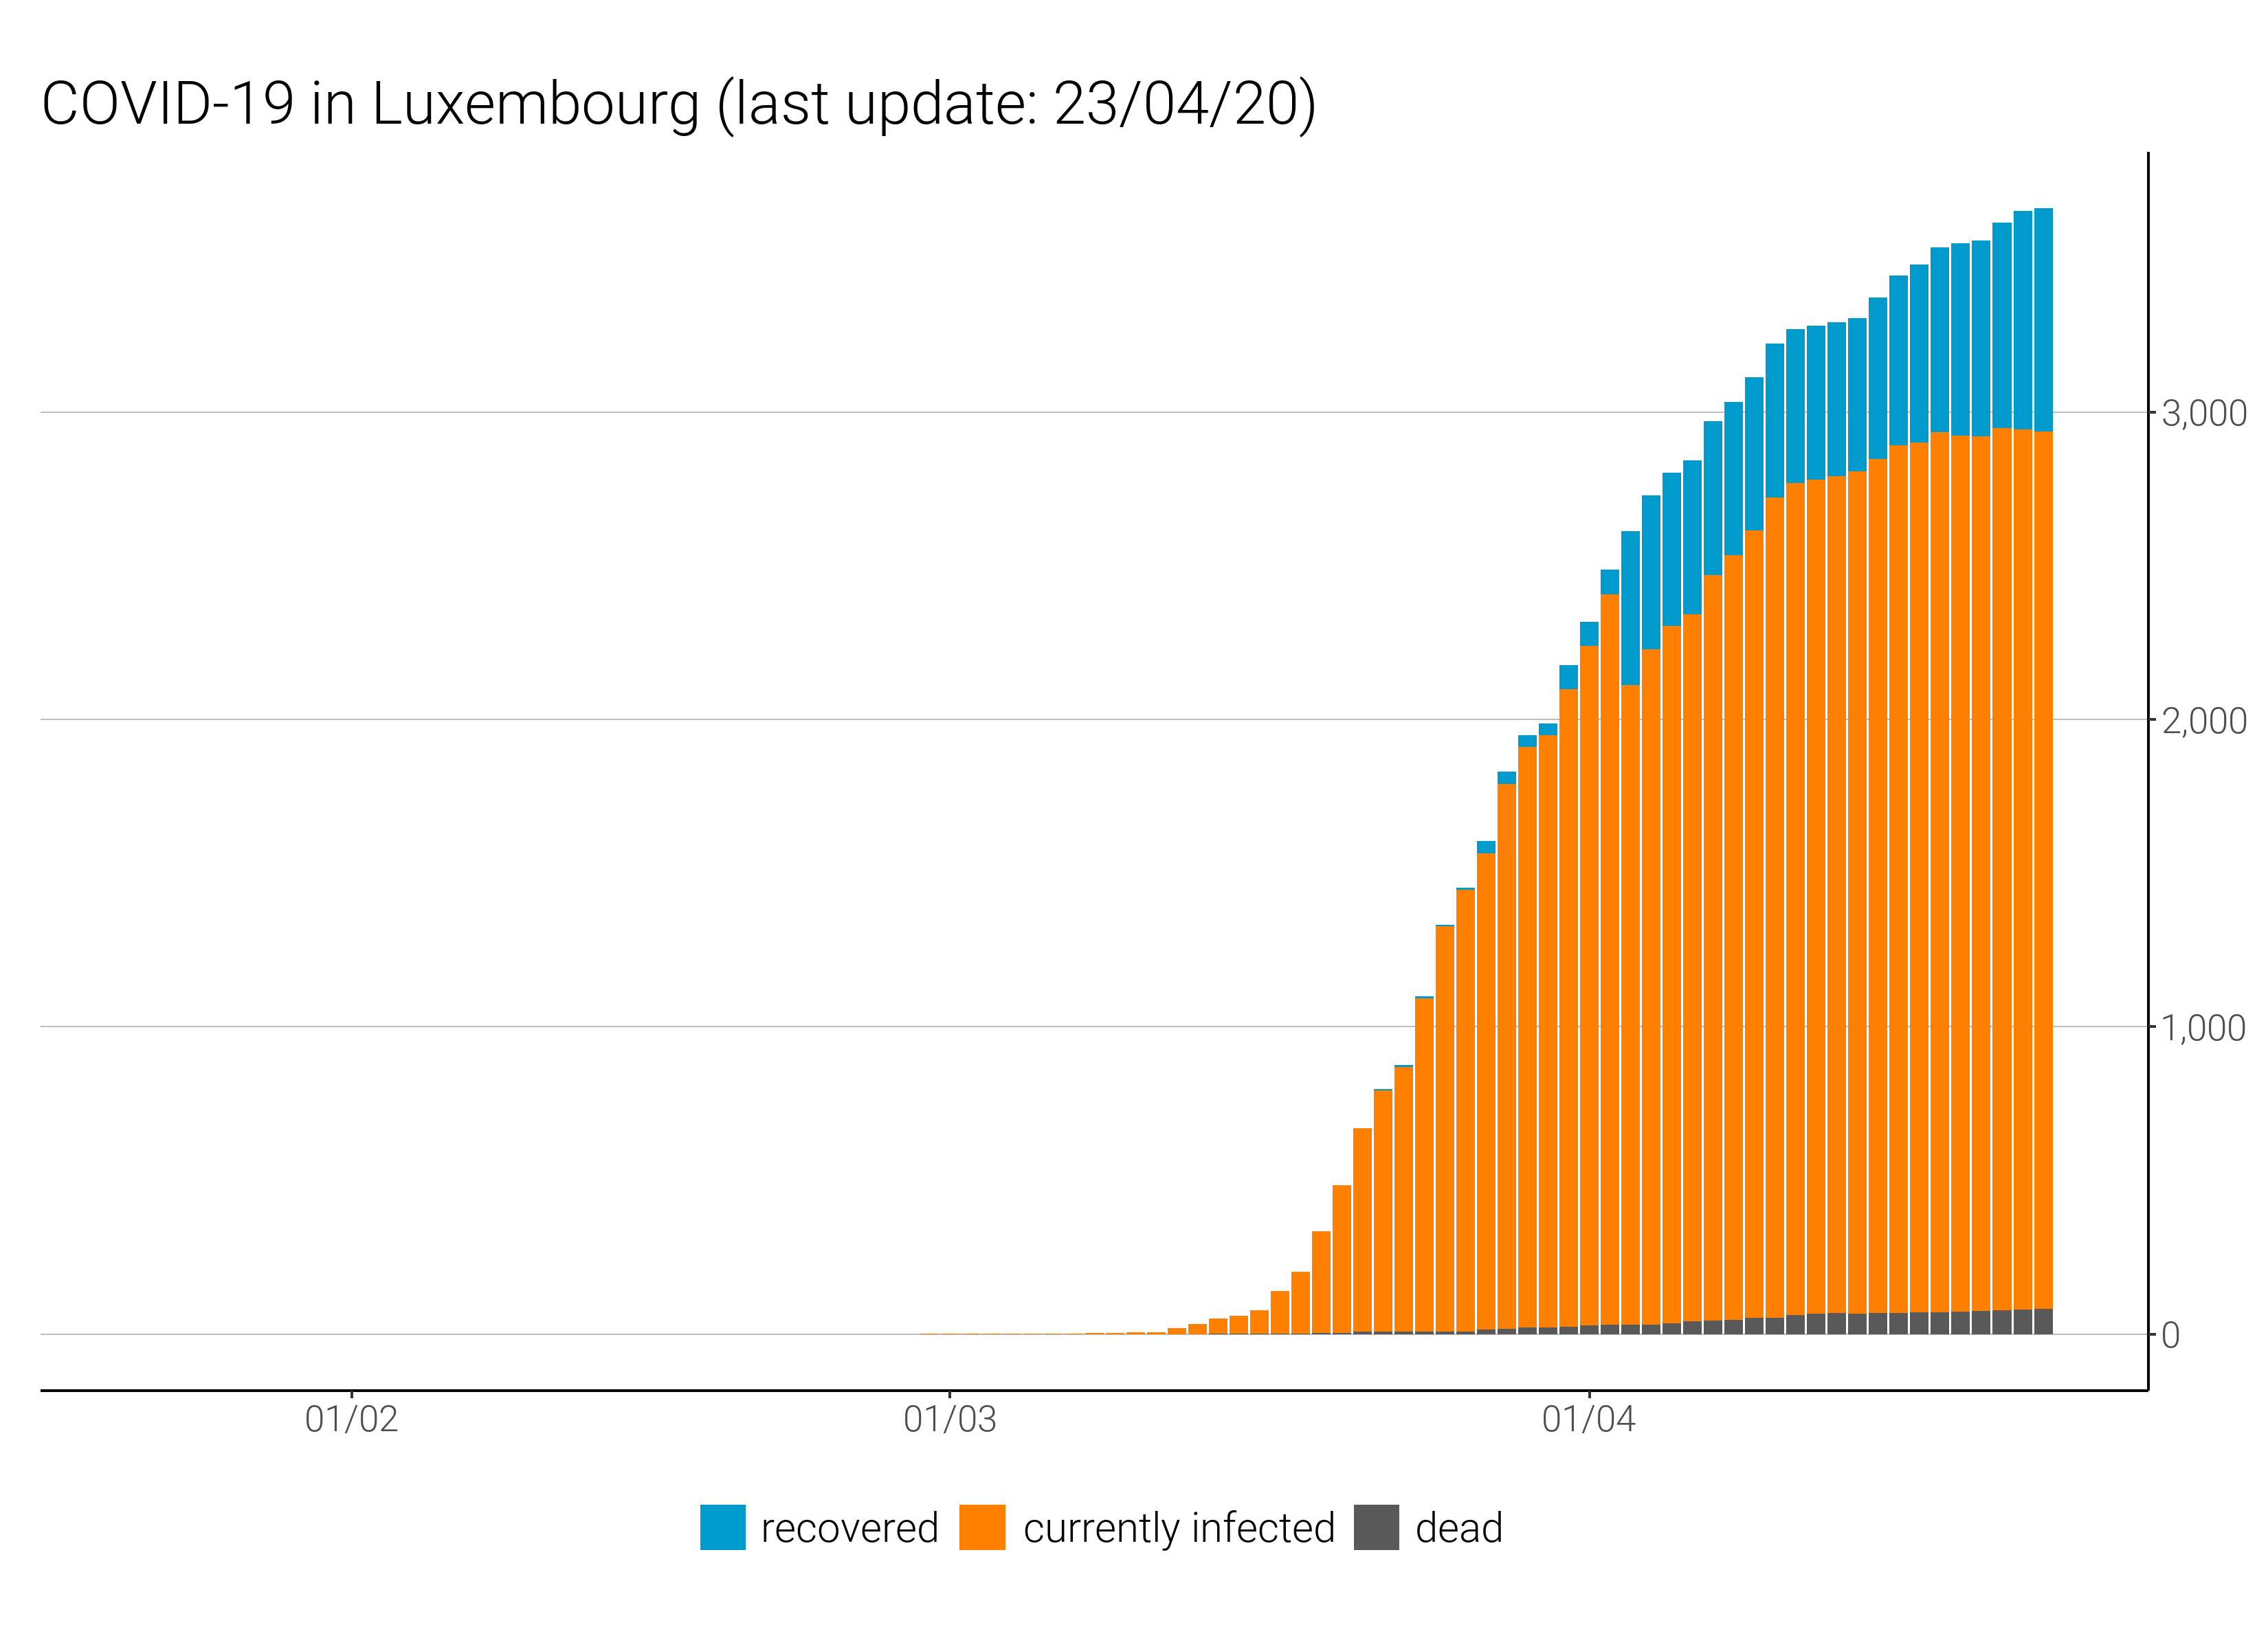 COVID-19 in Luxembourg (last update: 23/04/20)
3,000
2,000
1,000
0
01/02 01/03 01/04
recovered currently infected dead